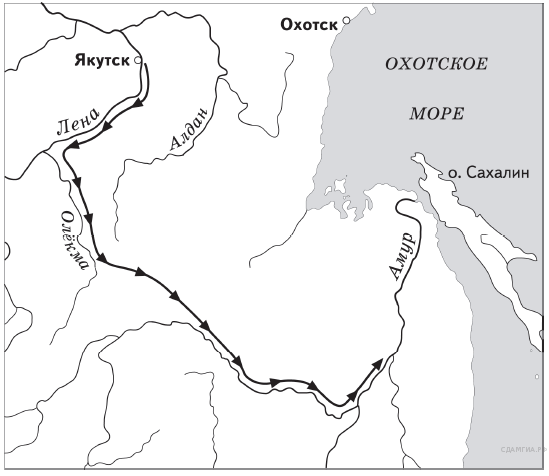 Охотск
Якутск
ОХОТСКОЕ
МОРЕ
Лена
Алдан
о. Сахалин
Олёкма
Амур
СДАМГИА.РФ